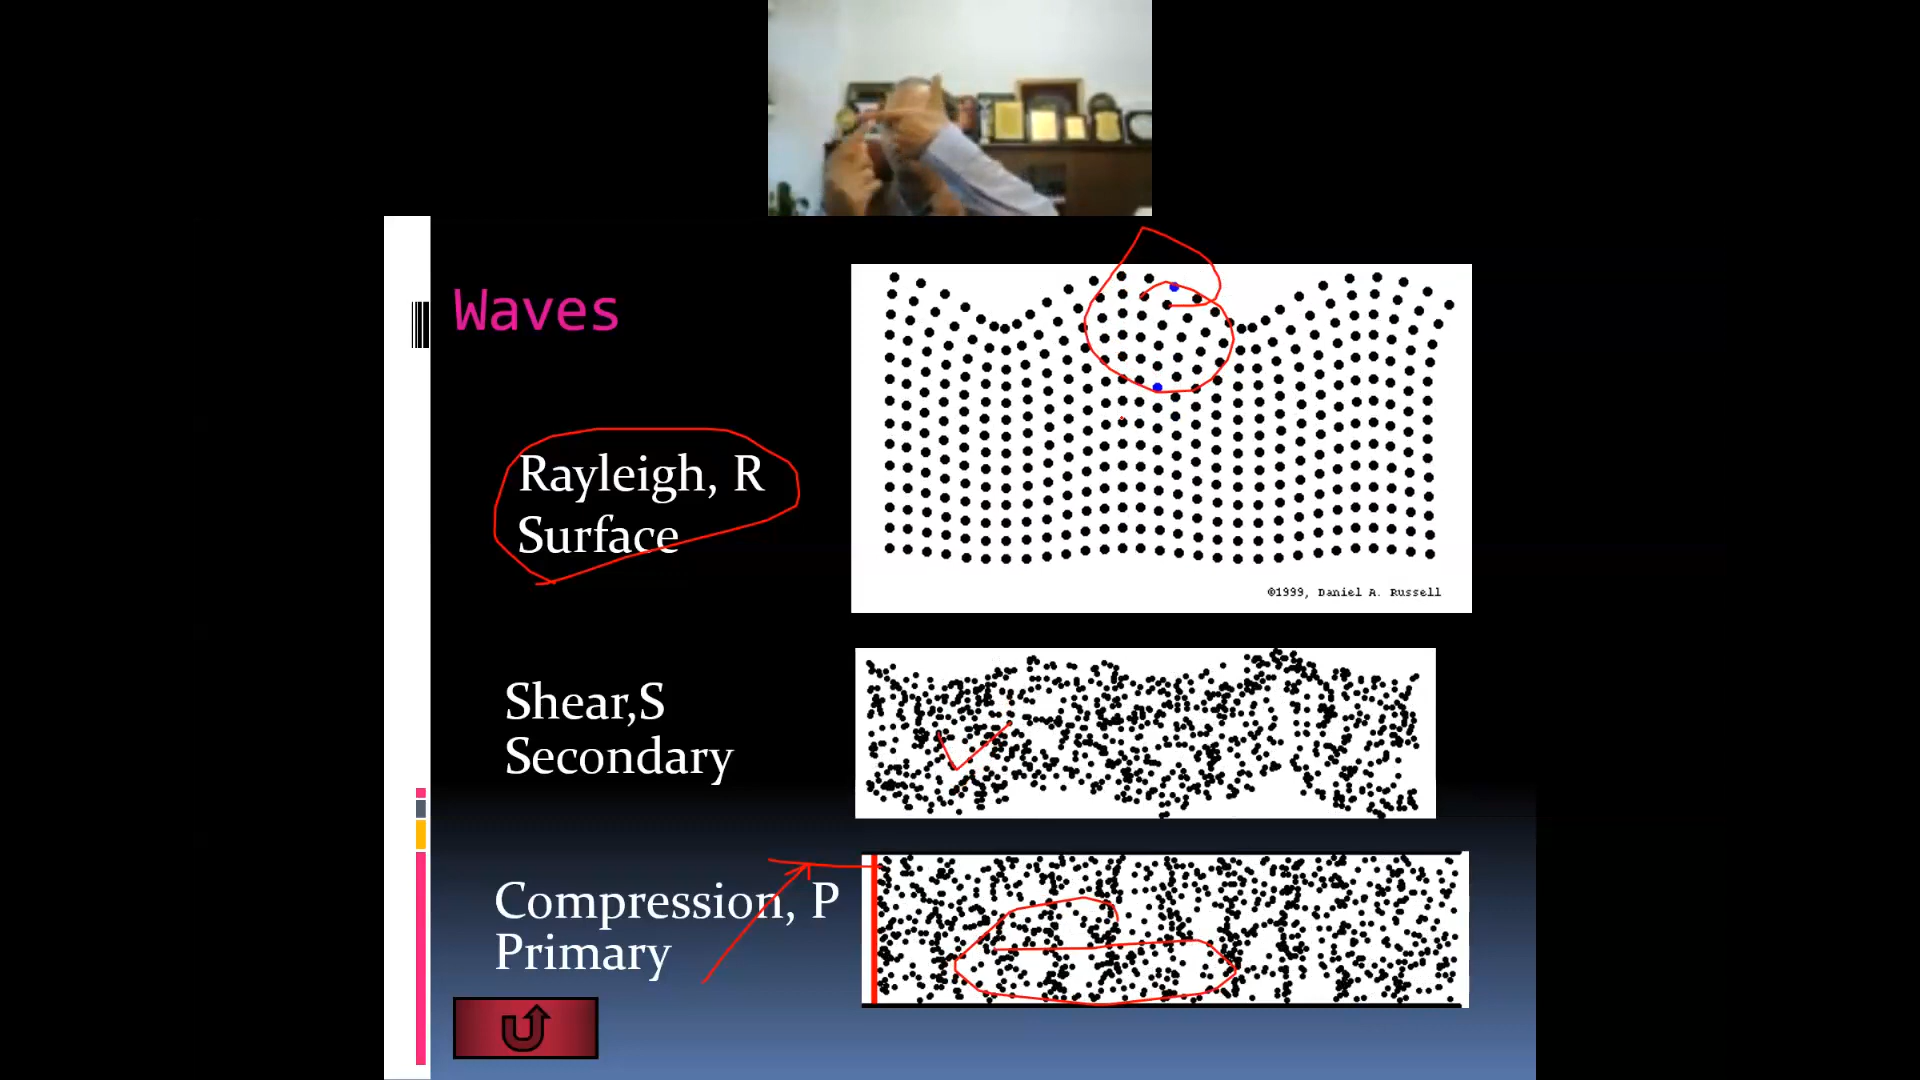 Waves
Rayleigh, R
Surface
©1999, Daniel A. Russell
Shear,S
Secondary
Compression, P
Primary